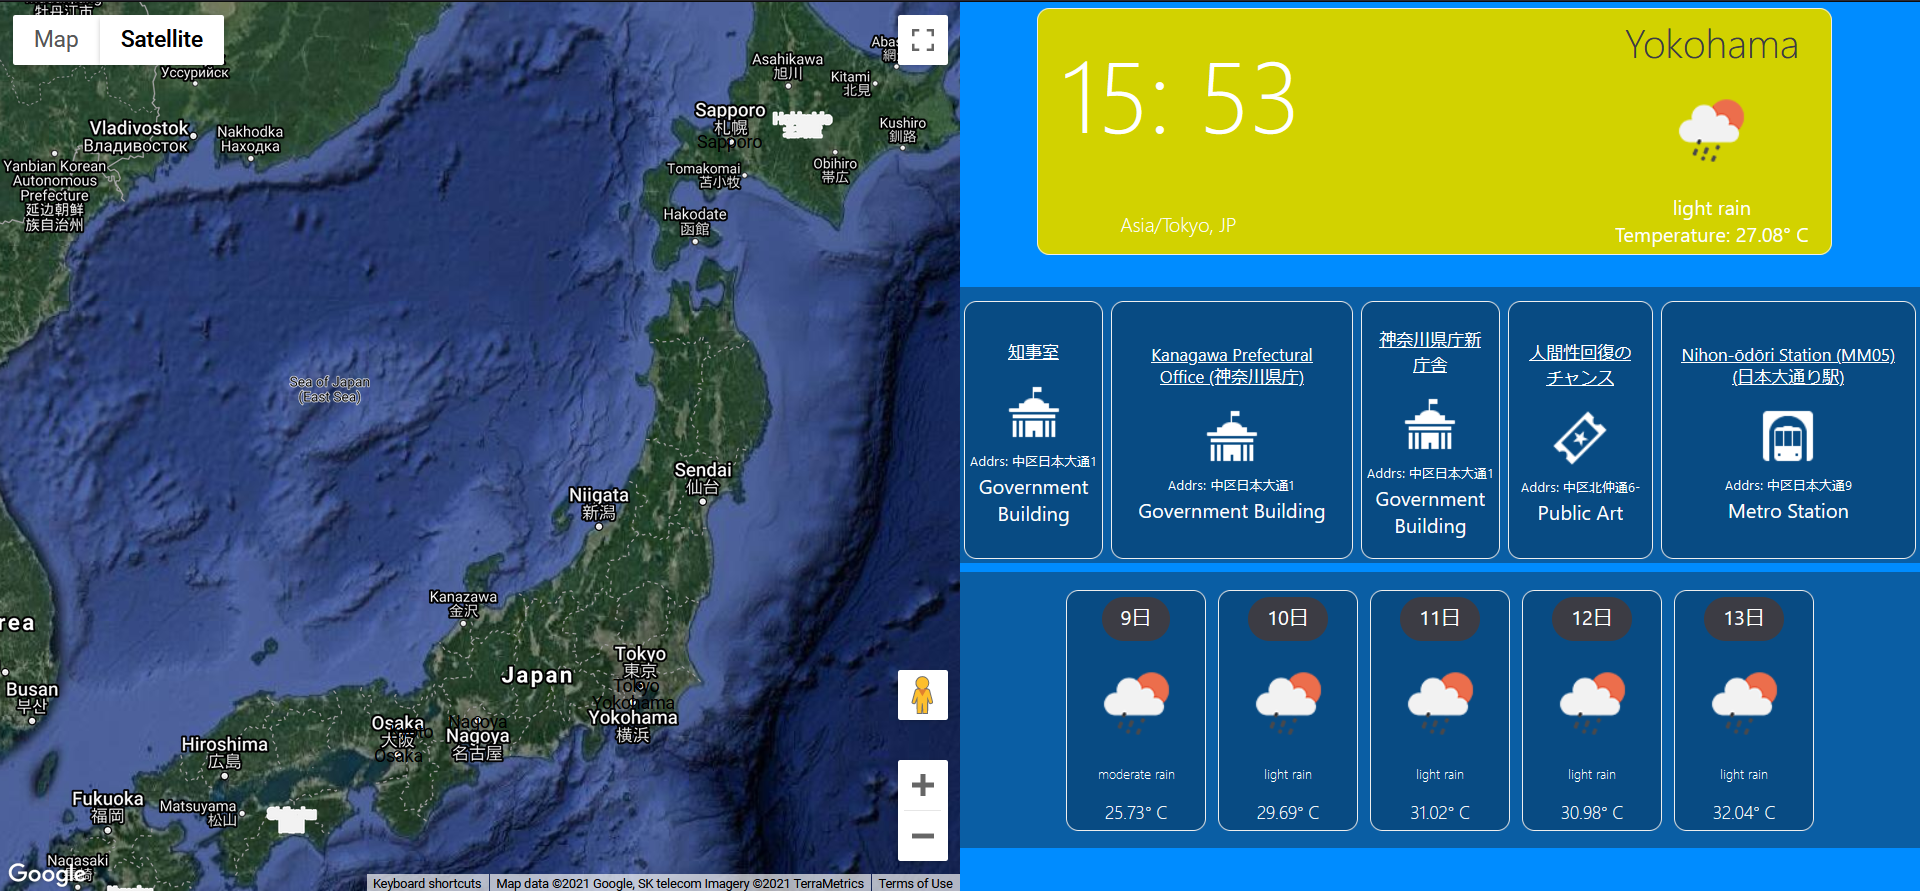 牡丹江市
Map
Satellite
Уссурийск
Vladivostok
Владивосток
Nakhodka
Находка
Yanbian Korean
Autonomous
Prefecture
延边朝鲜
族自治州
Asahikawa
旭川
Kitami
北見
Sapporo
札幌
Sapporo
Kushiro
釧路
Tomakomai
苫小牧
Obihiro
帯広
Hakodate
函館
Sea of Japan
(East Sea)
Sendai
仙台
Niigata
新潟
Kanazawa
金沢
Japan
Tokyo
東京
Tokyo
Yokohama
Yokohama
横浜
Nagoya
Nagoya
名古屋
Osaka
大阪
Osaka
Hiroshima
広島
Busan
부산
Fukuoka
福岡
Matsuyama
松山
Nagasaki
Google
Keyboard shortcuts
Map data ©2021 Google, SK telecom Imagery ©2021 TerraMetrics
Terms of Use
15: 53
Yokohama
Asia/Tokyo, JP
light rain
Temperature: 27.08° C
知事室
Addrs: 中区日本大通1
Government
Building
Kanagawa Prefectural
Office (神奈川県庁)
Addrs: 中区日本大通1
Government Building
神奈川県庁新
庁舎
Addrs: 中区日本大通1
Government
Building
人間性回復の
チャンス
Addrs: 中区北仲通6-
Public Art
Nihon-ōdōri Station (MM05)
(日本大通り駅)
Addrs: 中区日本大通9
Metro Station
9日
moderate rain
25.73° C
10日
light rain
29.69° C
11日
light rain
31.02° C
12日
light rain
30.98° C
13日
light rain
32.04° C